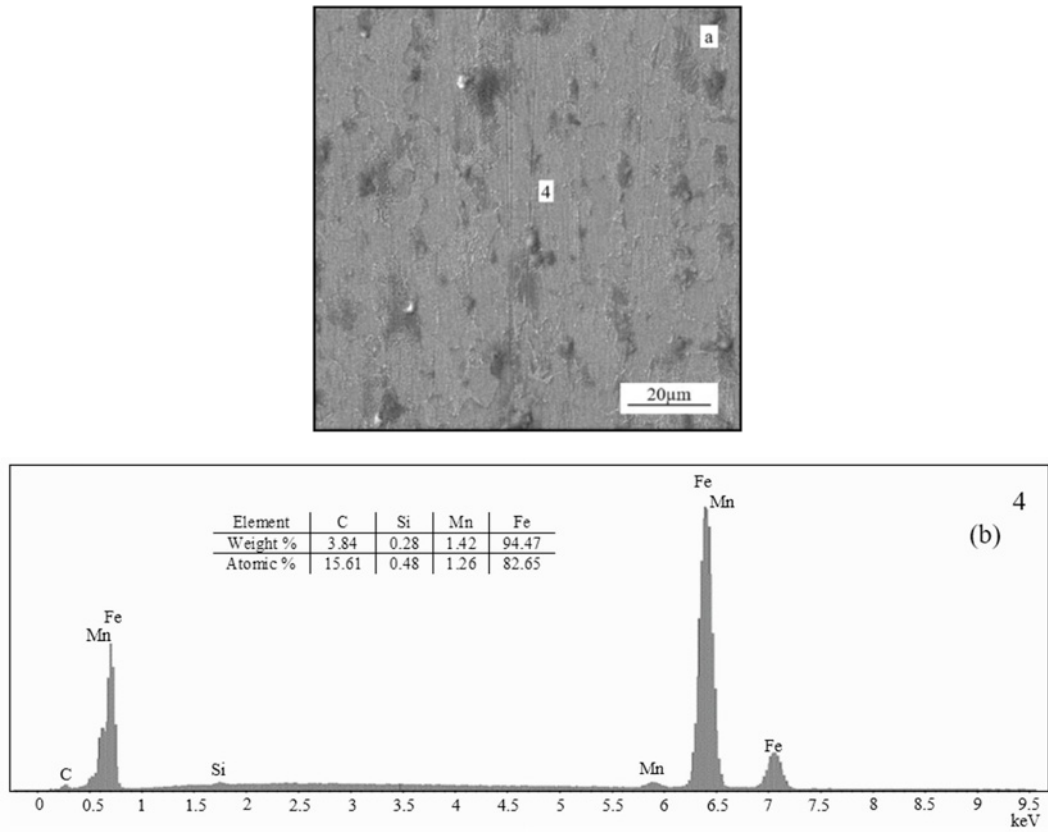 a
4
20µm
4
(b)
Element C Si Mn Fe
Weight % 3.84 0.28 1.42 94.47
Atomic % 15.61 0.48 1.26 82.65
Fe
Mn
Fe
Mn
C
Si
Mn
Fe
0 0.5 1 1.5 2 2.5 3 3.5 4 4.5 5 5.5 6 6.5 7 7.5 8 8.5 9 9.5
keV